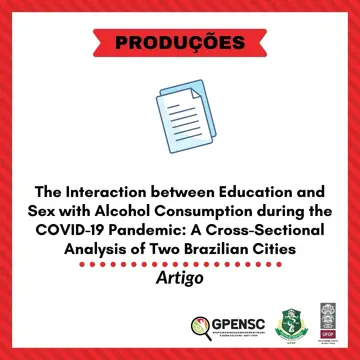 PRODUÇÕES
The Interaction between Education and
Sex with Alcohol Consumption during the
COVID-19 Pandemic: A Cross-Sectional
Analysis of Two Brazilian Cities
Artigo
GPENSC
UFOP